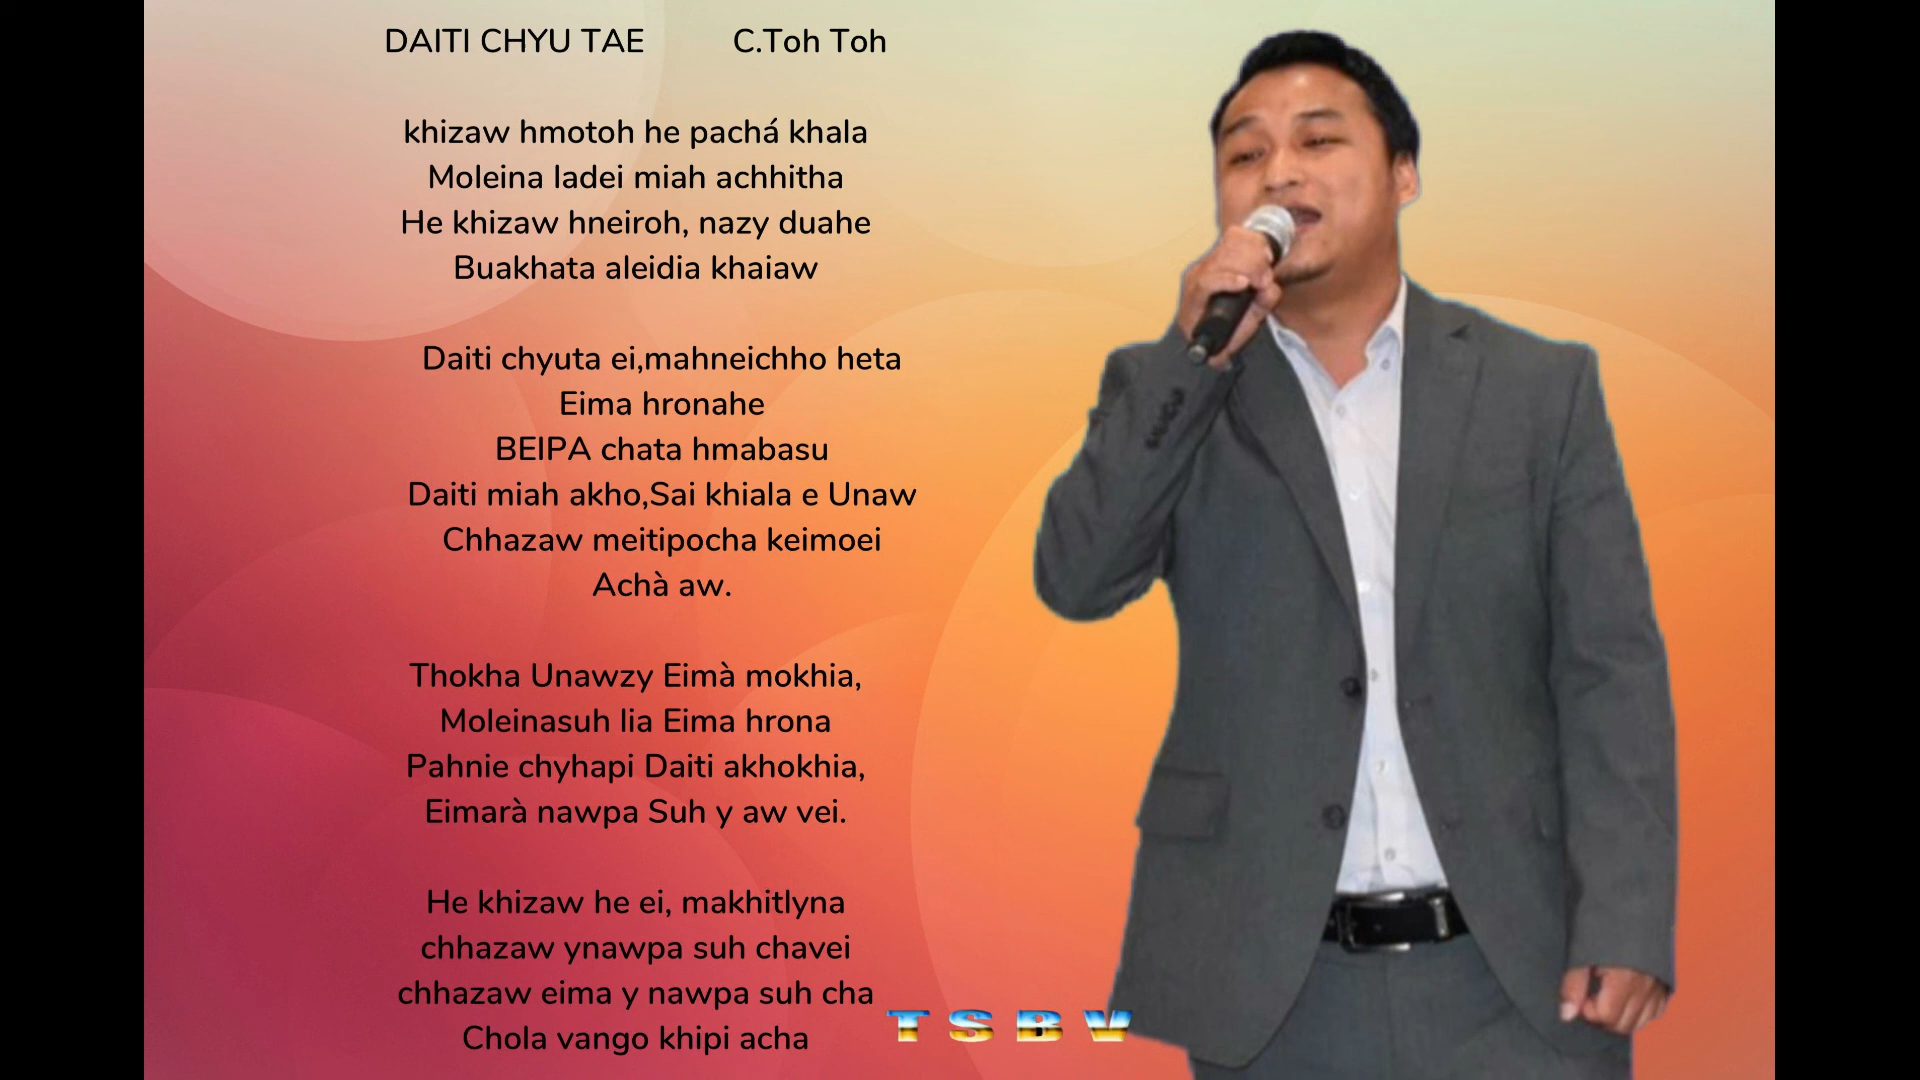 DAITI CHYU TAE C.Toh Toh
khizaw hmotoh he pachá khala
Moleina ladei miah achhitha
He khizaw hneiroh, nazy duahe
Buakhata aleidia khaiaw
Daiti chyuta ei,mahneichho heta
Eima hronahe
BEIPA chata hmabasu
Daiti miah akho,Sai khiala e Unaw
Chhazaw meitipocha keimoei
Achà aw.
Thokha Unawzy Eimà mokhia,
Moleinasuh lia Eima hrona
Pahnie chyhapi Daiti akhokhia,
Eimarà nawpa Suh y aw vei.
He khizaw he ei, makhitlyna
chhazaw ynawpa suh chavei
chhazaw eima y nawpa suh cha
Chola vango khipi acha
TSBV